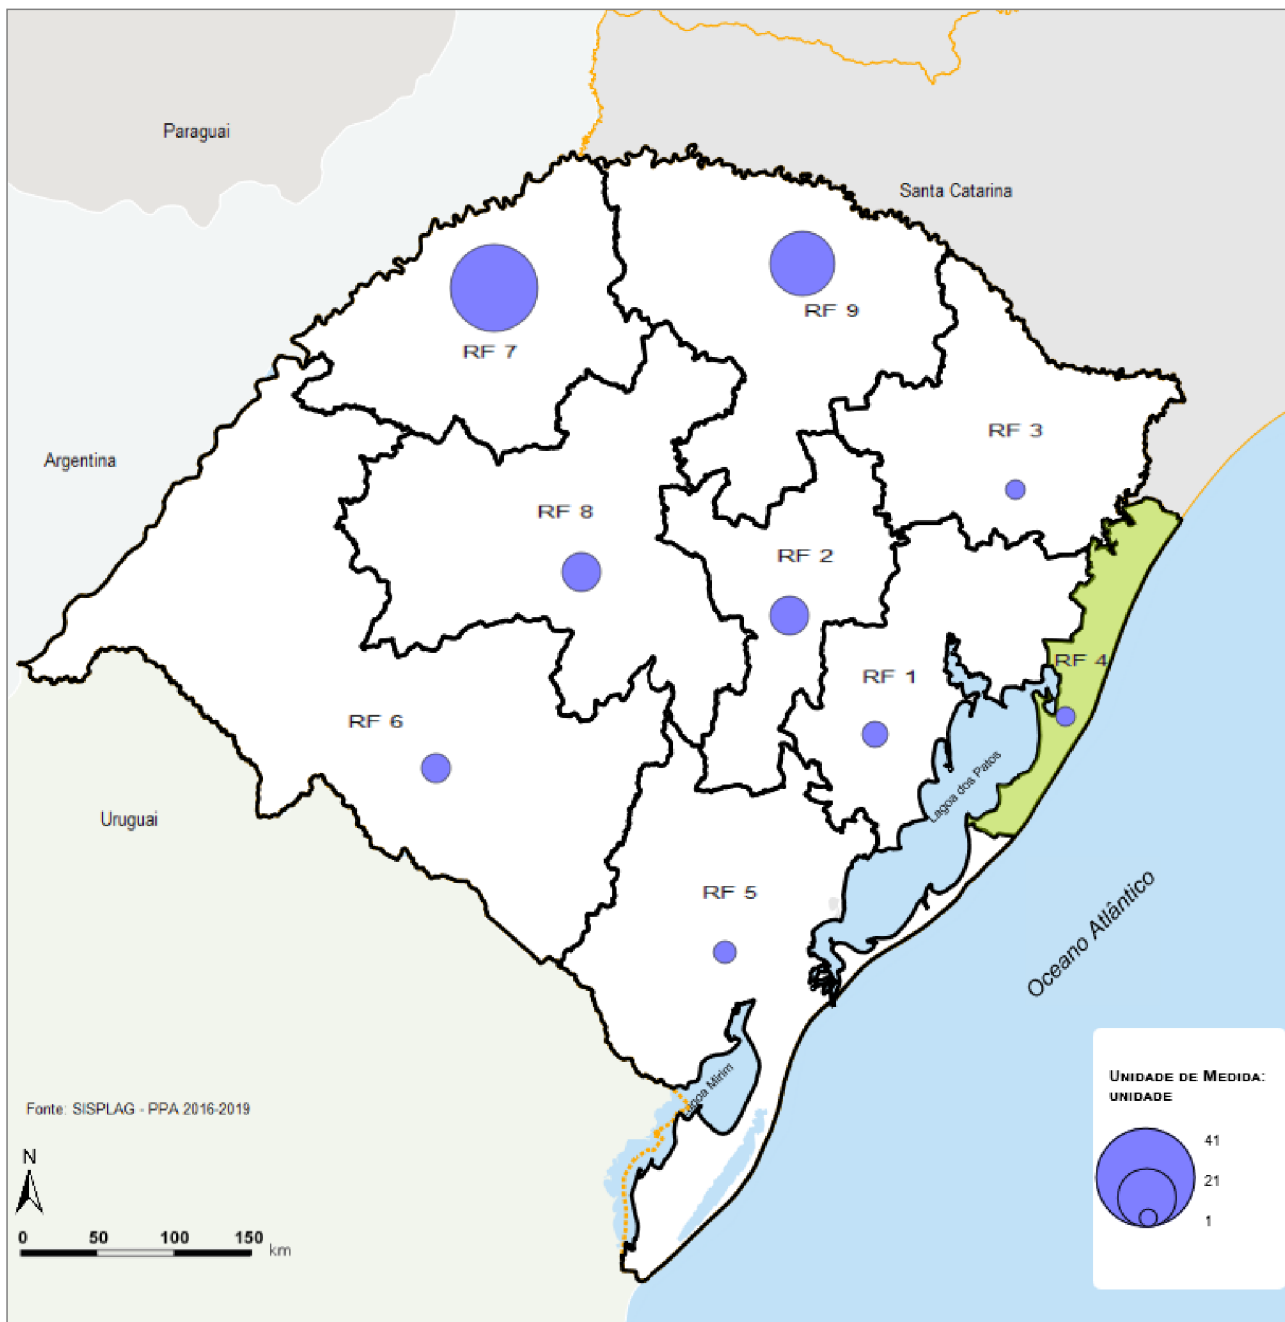 Paraguai
Santa Catarina
RF 9
RF 7
RF 3
Argentina
RF 8
RF 2
RF 4
RF 1
RF 6
Lagoa dos Patos
Uruguai
RF 5
Oceano Atlântico
UNIDADE DE MEDIDA:
UNIDADE
Lagoa Mirim
Fonte: SISPLAG - PPA 2016-2019
41
N
21
1
0 50 100 150 km